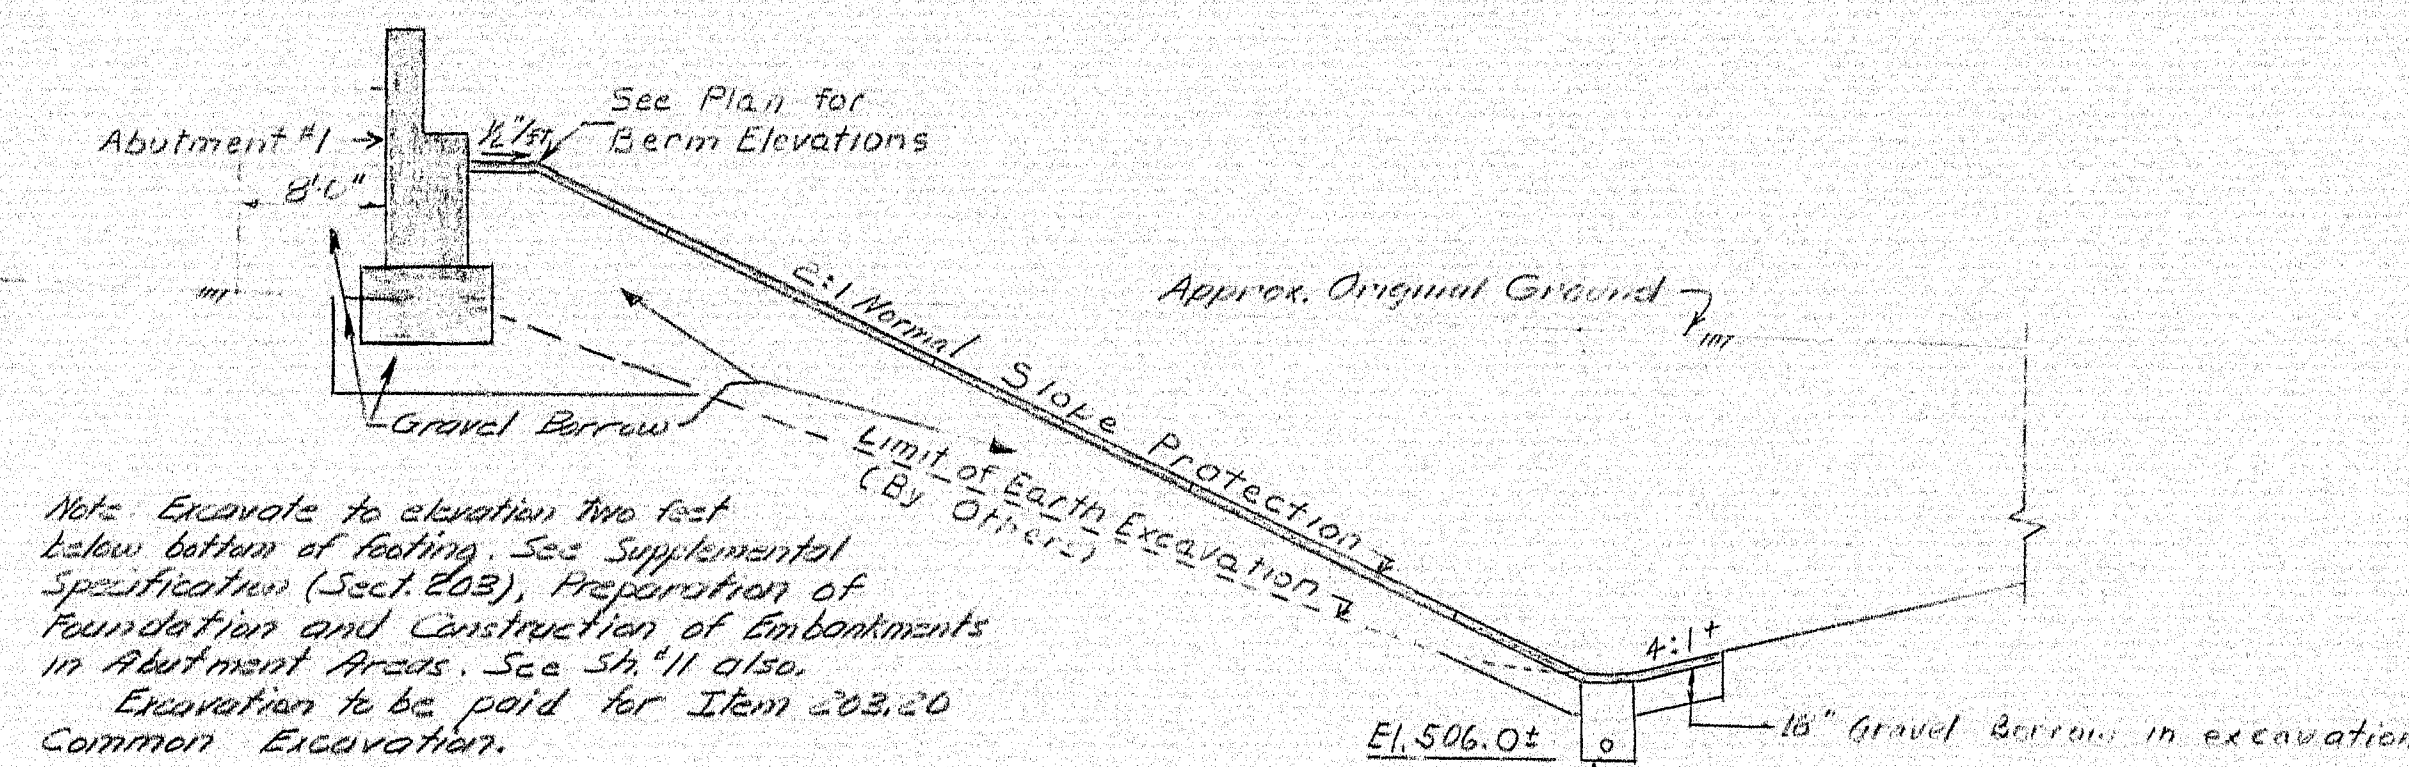 See Plan for
Berm Elevations
Abutment #1
1/2"/ft.
8'-0"
2:1 Normal Slope Protection
Approx. Original Ground
Gravel Borrow
Limit of Earth Excavation
(By Others)
Note Excavate to elevation two feet
below bottom of footing. See Supplemental
Specification (Sect. 203), Preparation of
Foundation and Construction of Embankments
in Abutment Areas. See Sh. #11 also.
Excavation to be paid for Item 203.20
Common Excavation.
4:1±
El. 506.0±
18" Gravel Borrow in excavation